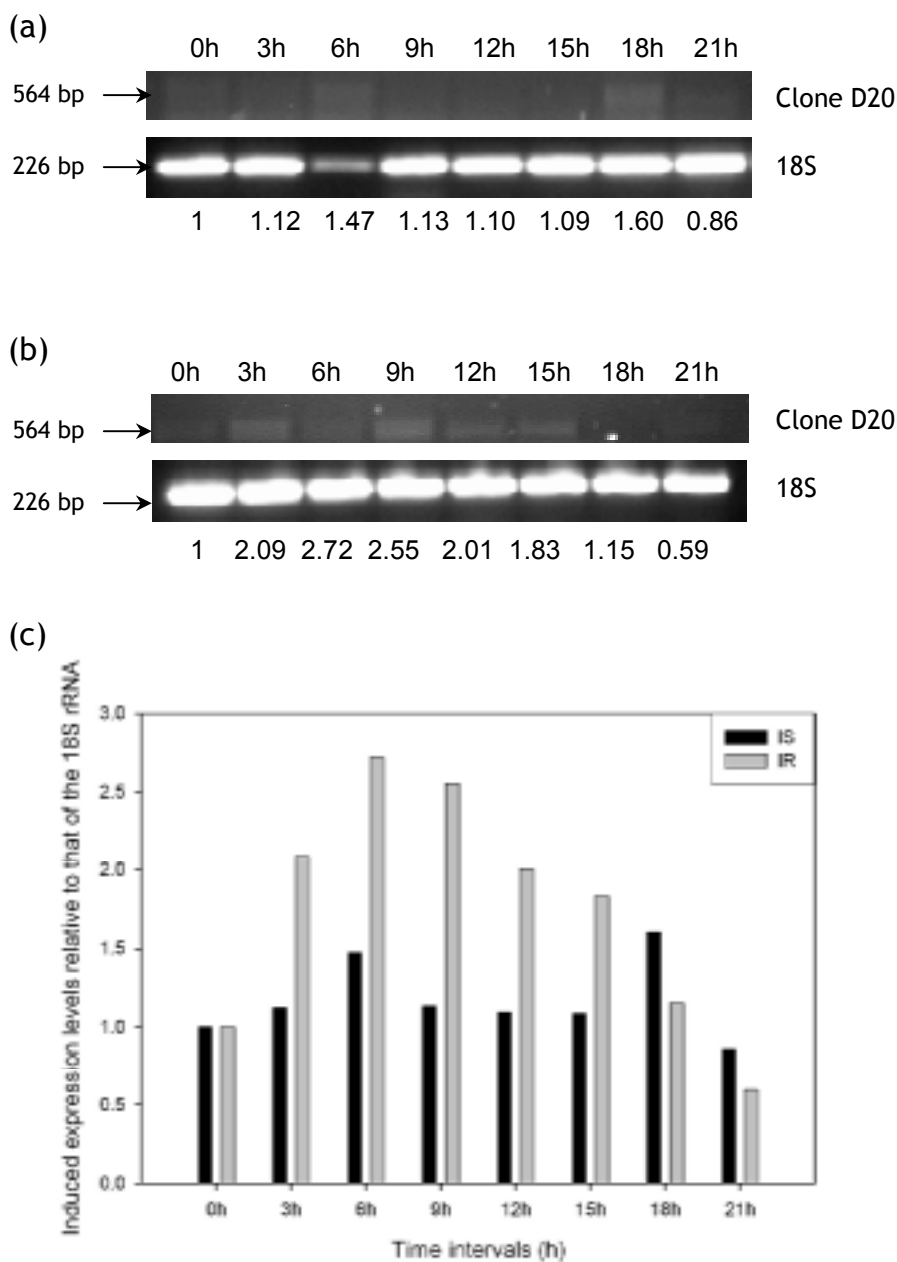 (a)
0h 3h 6h 9h 12h 15h 18h 21h
564 bp Clone D20
226 bp 18S
1 1.12 1.47 1.13 1.10 1.09 1.60 0.86
(b)
0h 3h 6h 9h 12h 15h 18h 21h
564 bp Clone D20
226 bp 18S
1 2.09 2.72 2.55 2.01 1.83 1.15 0.59
(c)
Induced expression levels relative to that of the 18S rRNA
3.0
2.5
2.0
1.5
1.0
0.5
0.0
IS
IR
0h 3h 6h 9h 12h 15h 18h 21h
Time intervals (h)